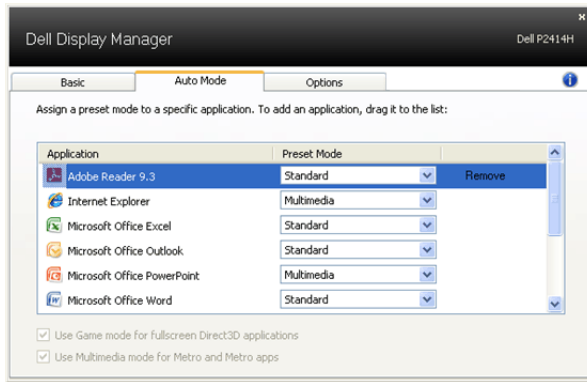 Dell Display Manager
Dell P2414H
Basic
Auto Mode
Options
Assign a preset mode to a specific application. To add an application, drag it to the list:
Application Preset Mode
Adobe Reader 9.3 Standard Remove
Internet Explorer Multimedia
Microsoft Office Excel Standard
Microsoft Office Outlook Standard
Microsoft Office PowerPoint Multimedia
Microsoft Office Word Standard
Use Game mode for fullscreen Direct3D applications
Use Multimedia mode for Metro and Metro apps